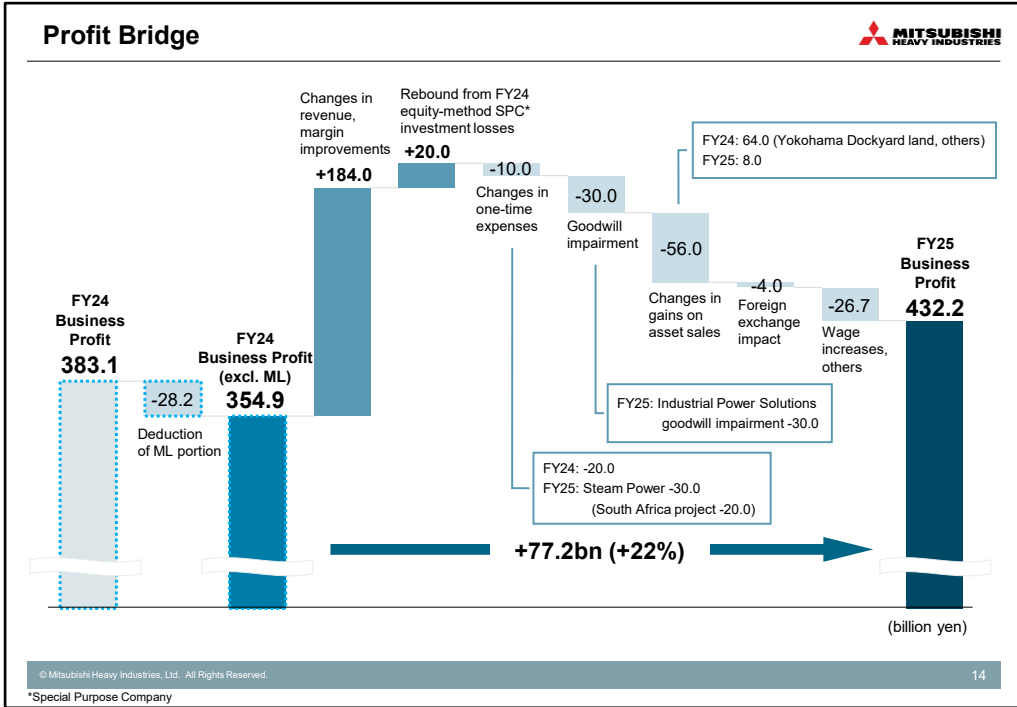 Profit Bridge
MITSUBISHI
HEAVY INDUSTRIES
FY24
Business
Profit
383.1
-28.2
Deduction
of ML portion
FY24
Business Profit
(excl. ML)
354.9
Changes in
revenue,
margin
improvements
+184.0
Rebound from FY24
equity-method SPC*
investment losses
+20.0
-10.0
Changes in
one-time
expenses
-30.0
Goodwill
impairment
-56.0
Changes in
gains on
asset sales
-4.0
Foreign
exchange
impact
-26.7
Wage
increases,
others
FY25
Business
Profit
432.2
FY24: 64.0 (Yokohama Dockyard land, others)
FY25: 8.0
FY25: Industrial Power Solutions
goodwill impairment -30.0
FY24: -20.0
FY25: Steam Power -30.0
(South Africa project -20.0)
+77.2bn (+22%)
(billion yen)
© Mitsubishi Heavy Industries, Ltd. All Rights Reserved.
14
*Special Purpose Company